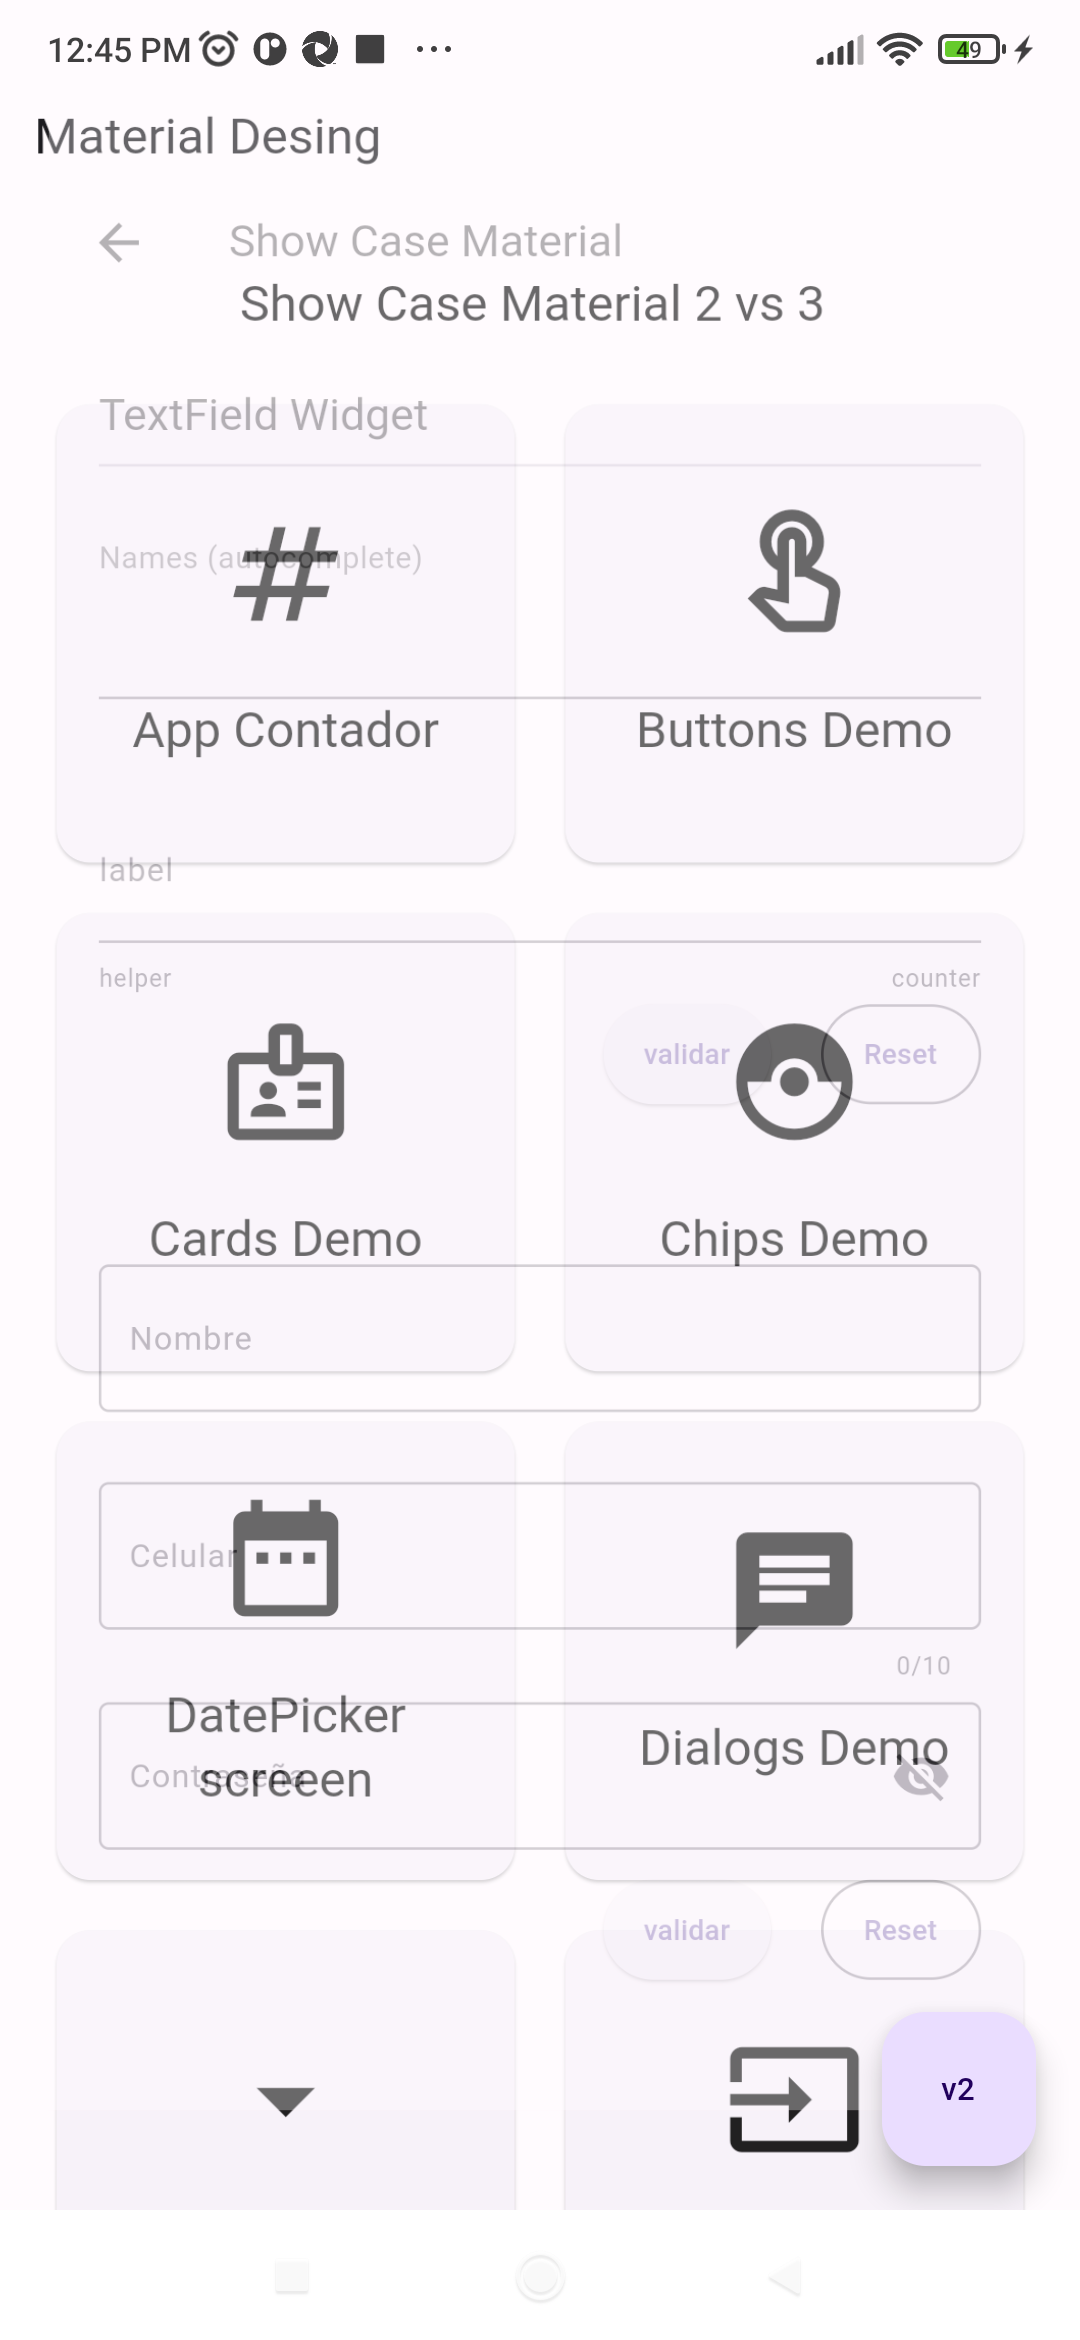 12:45 PM
49
Material Desing
Show Case Material
Show Case Material 2 vs 3
TextField Widget
Names (autocomplete)
App Contador
Buttons Demo
label
helper
counter
validar
Reset
Cards Demo
Chips Demo
Nombre
Celular
0/10
DatePicker
screeen
Dialogs Demo
Contraseña
validar
Reset
v2